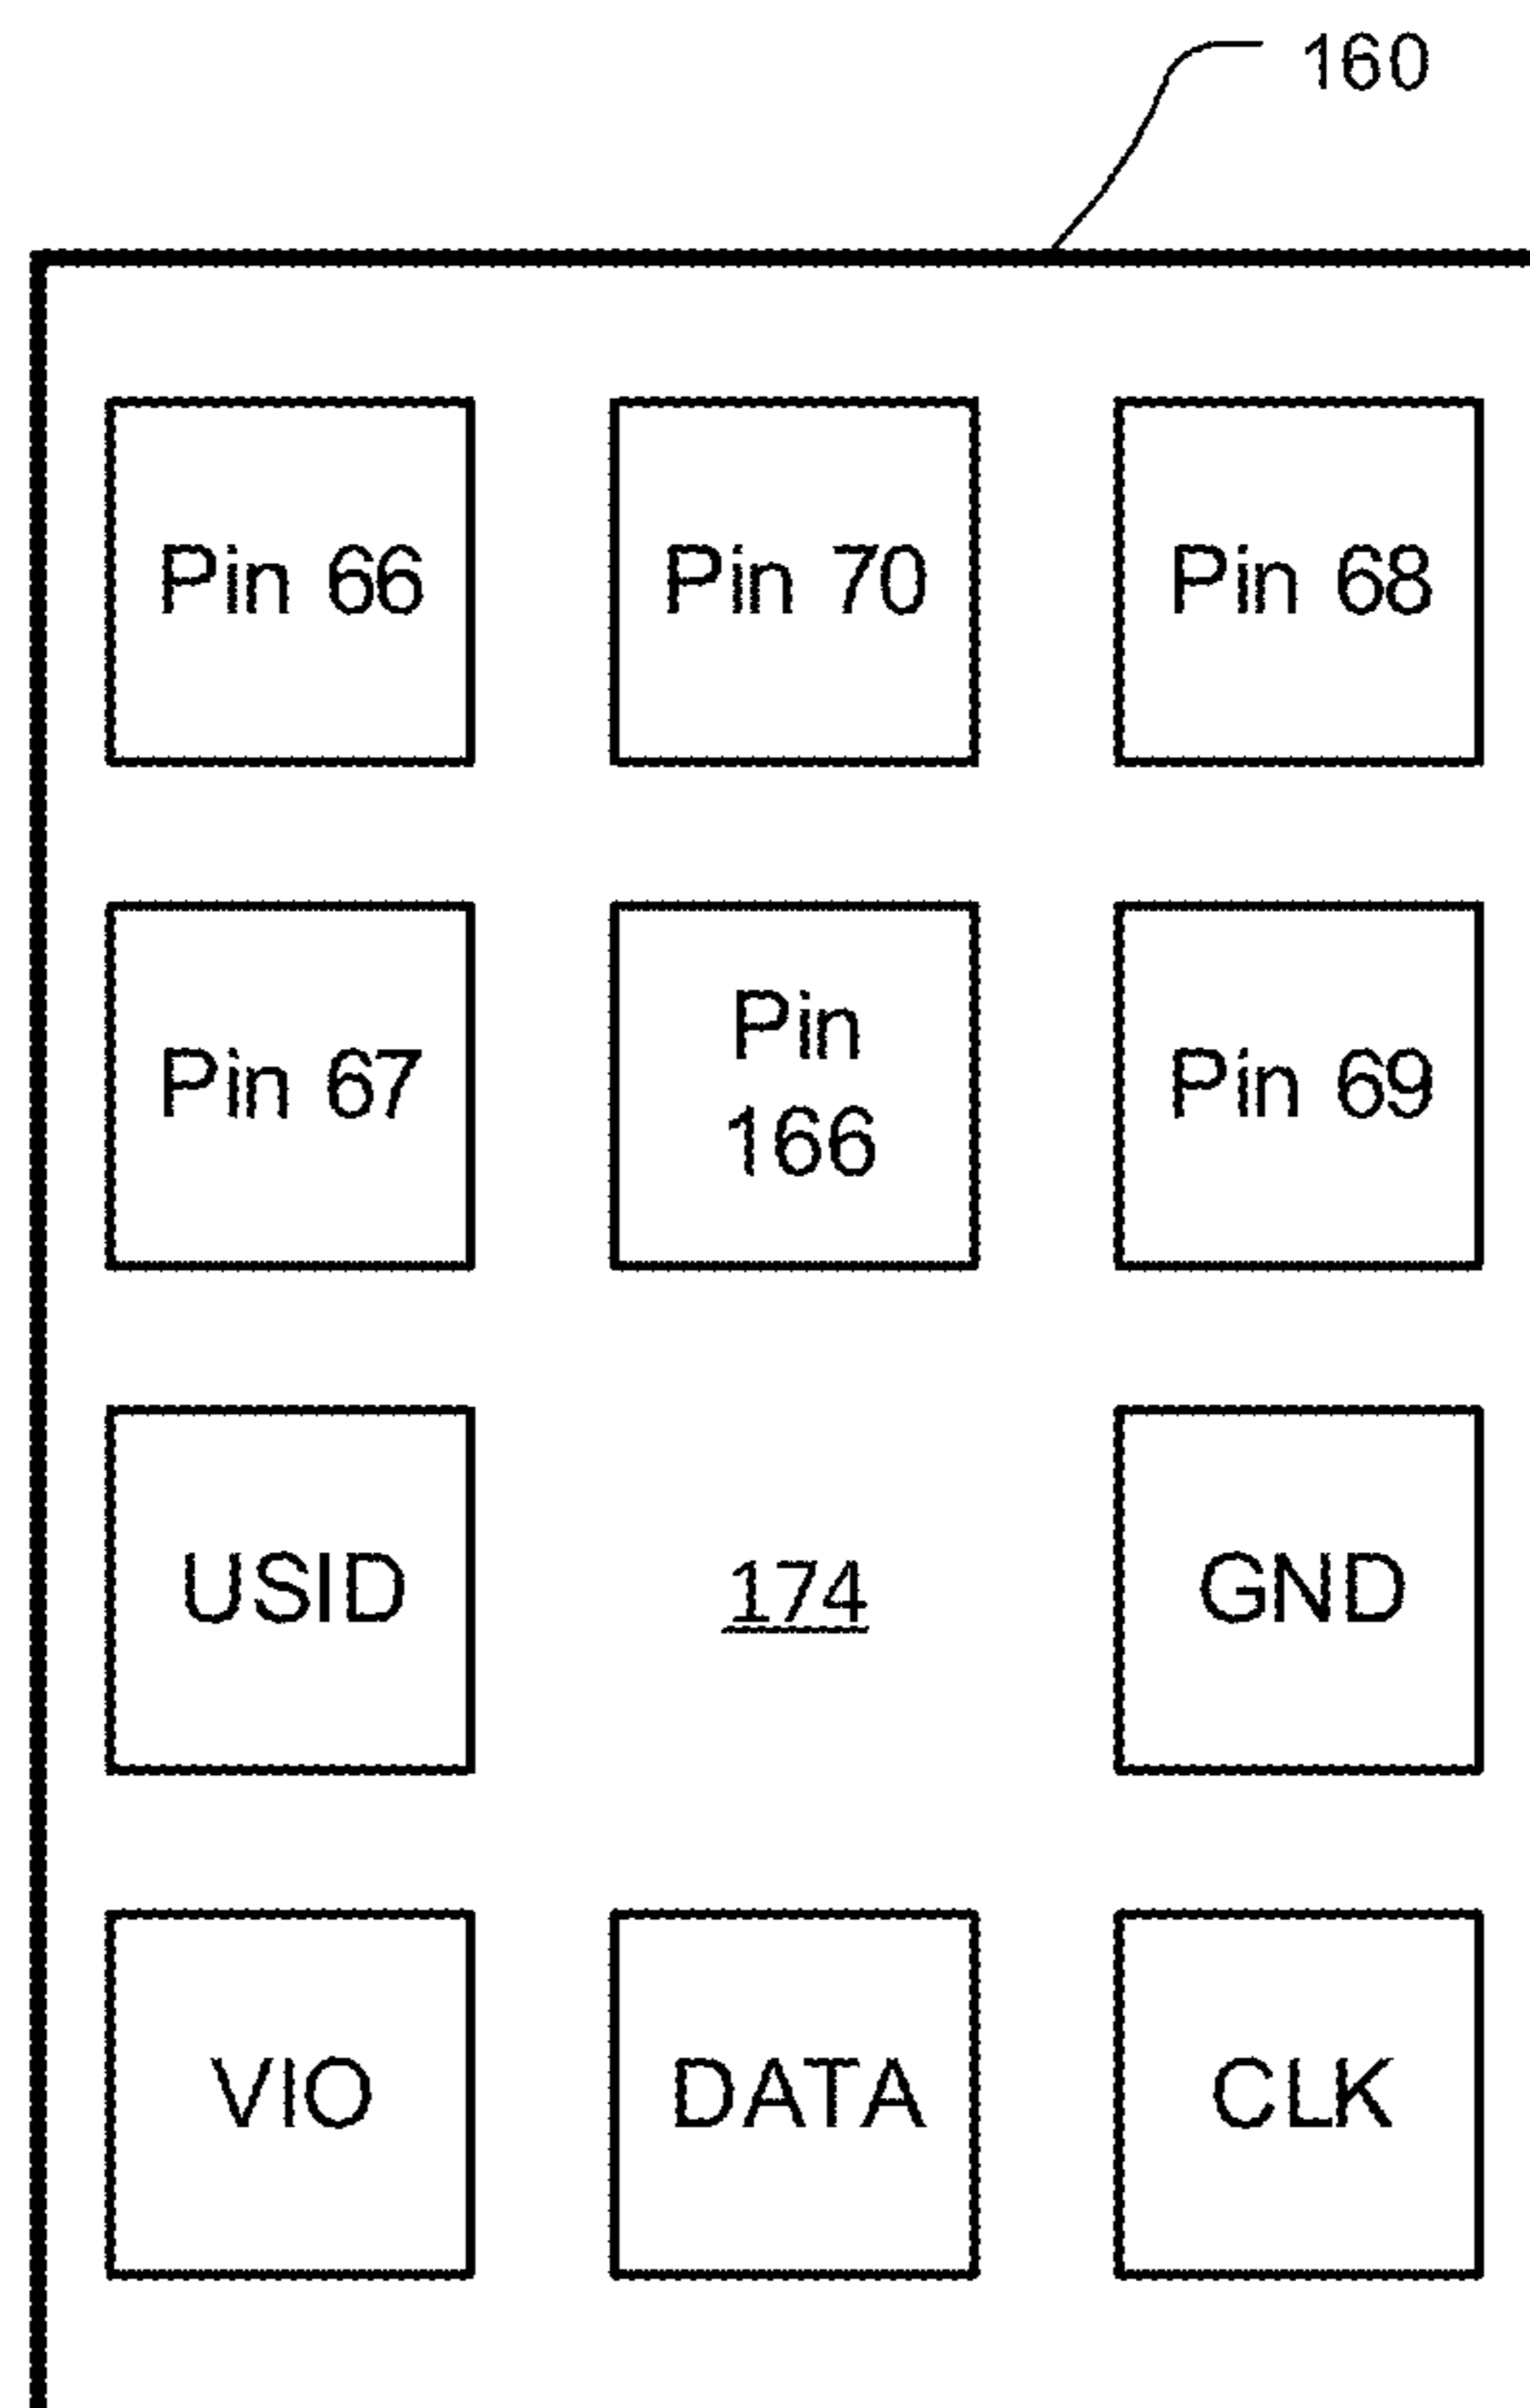 160
Pin 66
Pin 70
Pin 68
Pin 67
Pin
166
Pin 69
USID
174
GND
VIO
DATA
CLK